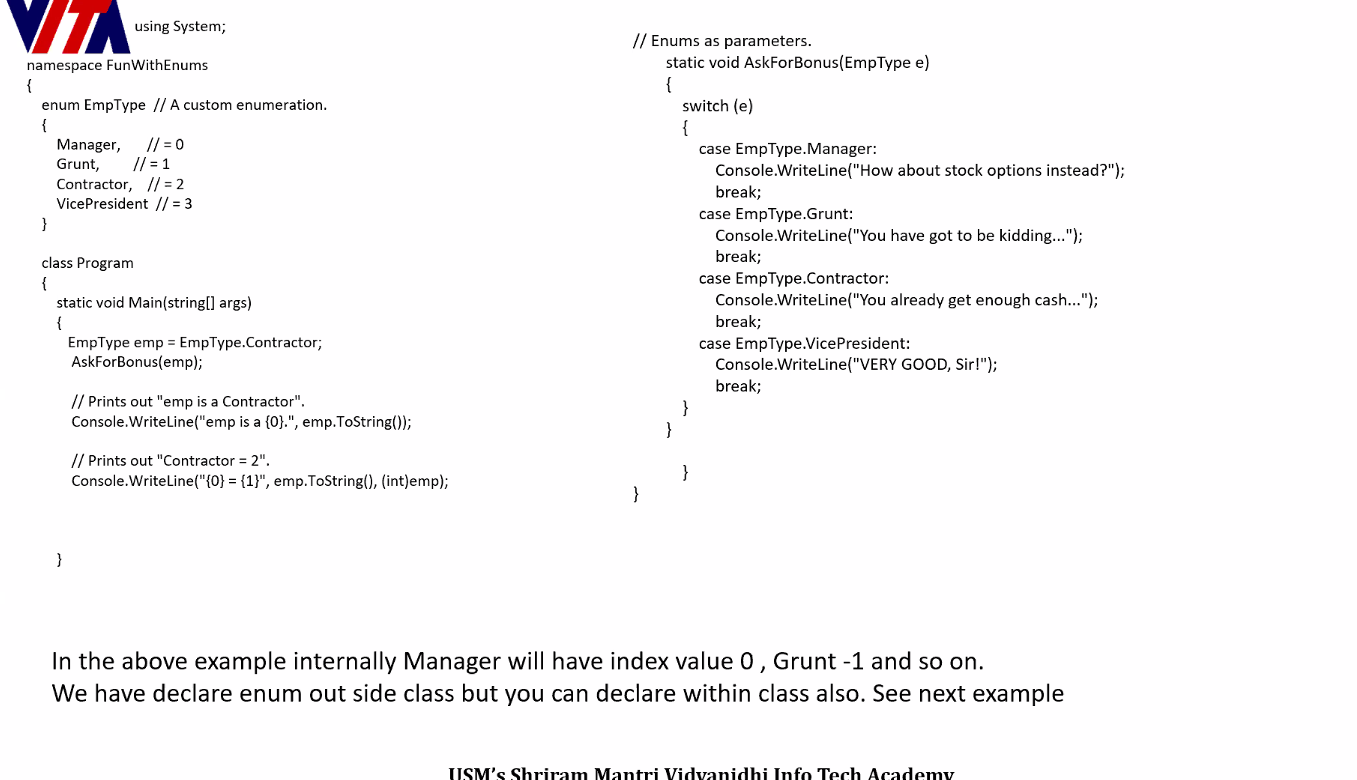 VITA
using System;
namespace FunWithEnums
{
enum EmpType // A custom enumeration.
{
Manager, // = 0
Grunt, // = 1
Contractor, // = 2
VicePresident // = 3
}
class Program
{
static void Main(string[] args)
{
EmpType emp = EmpType.Contractor;
AskForBonus(emp);
// Prints out "emp is a Contractor".
Console.WriteLine("emp is a {0}.", emp.ToString());
// Prints out "Contractor = 2".
Console.WriteLine("{0} = {1}", emp.ToString(), (int)emp);
}
// Enums as parameters.
static void AskForBonus(EmpType e)
{
switch (e)
{
case EmpType.Manager:
Console.WriteLine("How about stock options instead?");
break;
case EmpType.Grunt:
Console.WriteLine("You have got to be kidding...");
break;
case EmpType.Contractor:
Console.WriteLine("You already get enough cash...");
break;
case EmpType.VicePresident:
Console.WriteLine("VERY GOOD, Sir!");
break;
}
}
}
}
In the above example internally Manager will have index value 0 , Grunt -1 and so on.
We have declare enum out side class but you can declare within class also. See next example
USM's Shriram Mantri Vidyanidhi Info Tech Academy